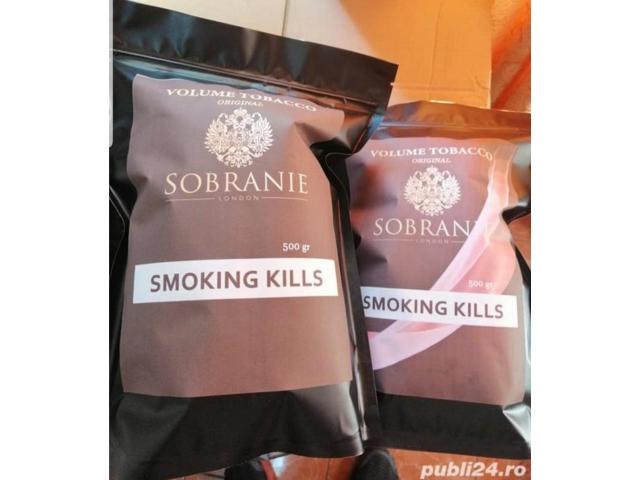 VOLUME TOBACCO
ORIGINAL
SOBRANIE
LONDON
500 gr
SMOKING KILLS
VOLUME TOBACCO
ORIGINAL
SOBRANI
LONDON
500 gr
SMOKING KILLS
publi24.ro